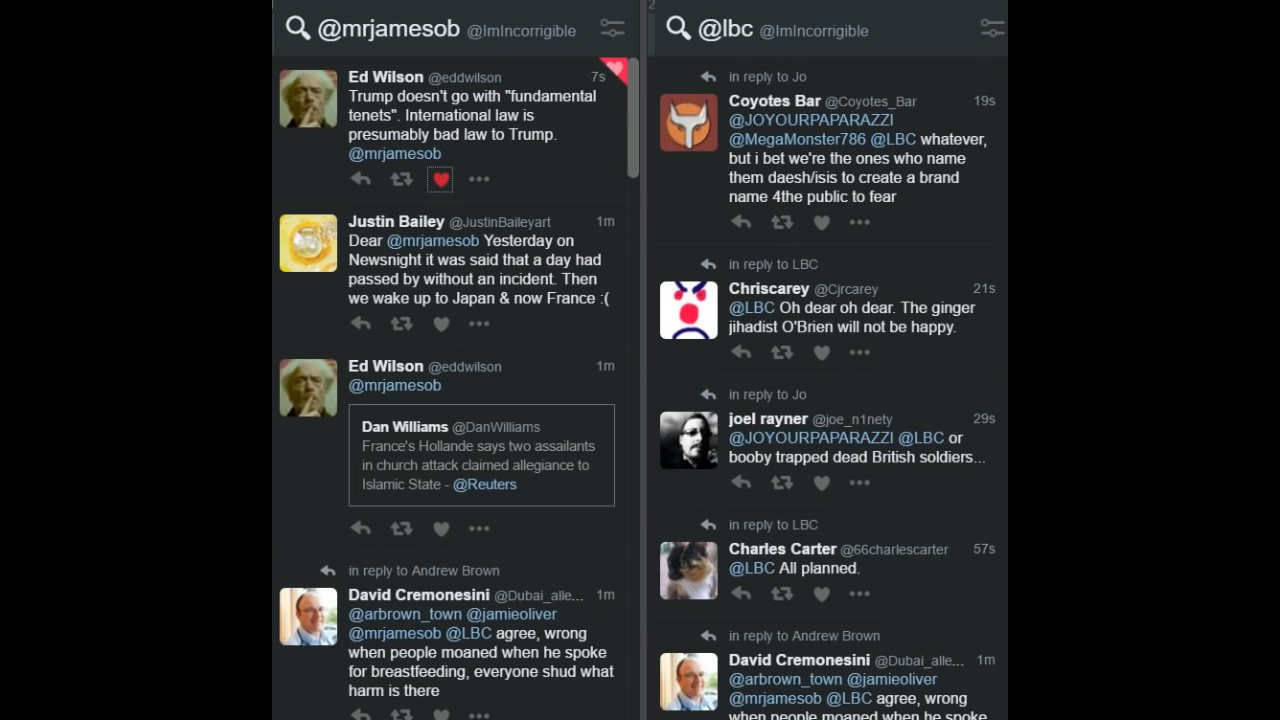 @mrjamesob @ImIncorrigible
Ed Wilson @eddwilson 7s
Trump doesn't go with "fundamental
tenets". International law is
presumably bad law to Trump.
@mrjamesob
Justin Bailey @JustinBaileyart 1m
Dear @mrjamesob Yesterday on
Newsnight it was said that a day had
passed by without an incident. Then
we wake up to Japan & now France :(
Ed Wilson @eddwilson 1m
@mrjamesob
Dan Williams @DanWilliams
France's Hollande says two assailants
in church attack claimed allegiance to
Islamic State - @Reuters
in reply to Andrew Brown
David Cremonesini @Dubai_alle... 1m
@arbrown_town @jamieoliver
@mrjamesob @LBC agree, wrong
when people moaned when he spoke
for breastfeeding, everyone shud what
harm is there
2
@lbc @ImIncorrigible
in reply to Jo
Coyotes Bar @Coyotes_Bar 19s
@JOYOURPAPARAZZI
@MegaMonster786 @LBC whatever,
but i bet we're the ones who name
them daesh/isis to create a brand
name 4the public to fear
in reply to LBC
Chriscarey @Cjrcarey 21s
@LBC Oh dear oh dear. The ginger
jihadist O'Brien will not be happy.
in reply to Jo
joel rayner @joe_n1nety 29s
@JOYOURPAPARAZZI @LBC or
booby trapped dead British soldiers...
in reply to LBC
Charles Carter @66charlescarter 57s
@LBC All planned.
in reply to Andrew Brown
David Cremonesini @Dubai_alle... 1m
@arbrown_town @jamieoliver
@mrjamesob @LBC agree, wrong
when people moaned when he spoke